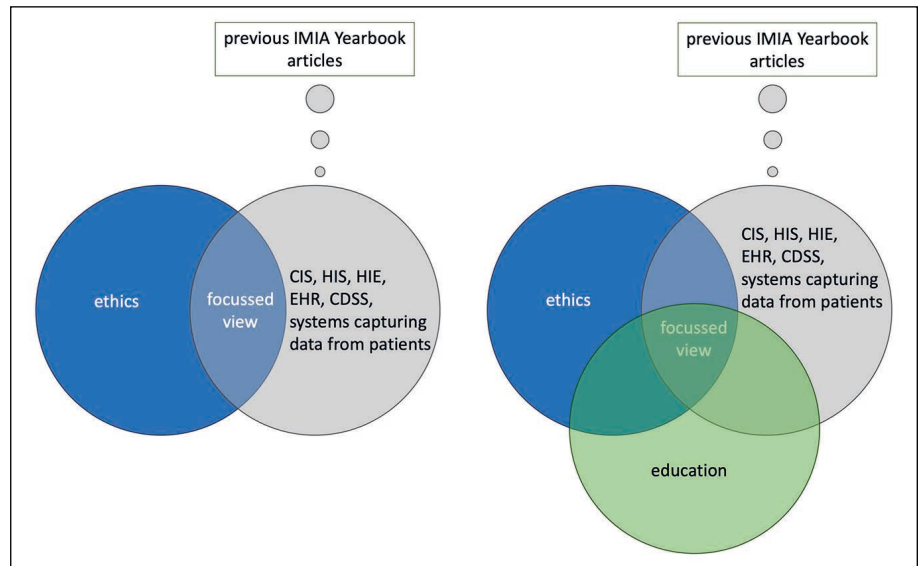 previous IMIA Yearbook
articles
ethics
focussed
view
CIS, HIS, HIE,
EHR, CDSS,
systems capturing
data from patients
previous IMIA Yearbook
articles
ethics
focussed
view
CIS, HIS, HIE,
EHR, CDSS,
systems capturing
data from patients
education